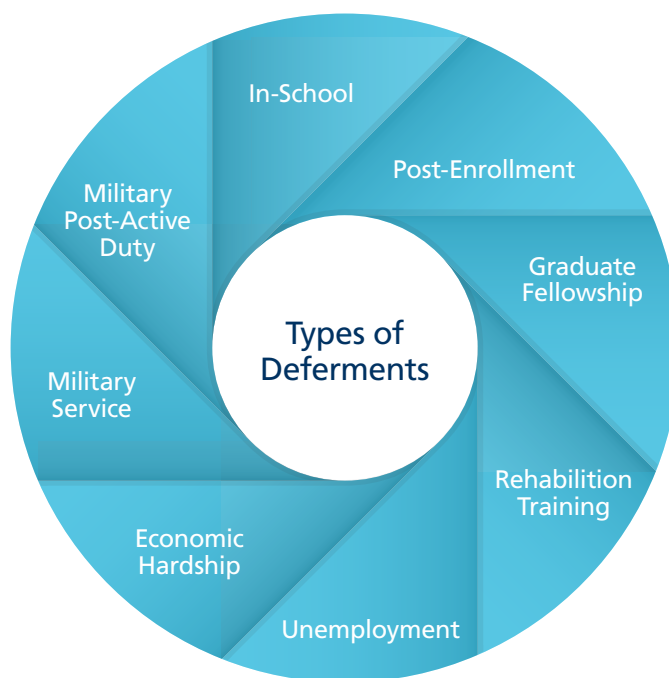 Types of
Deferments
In-School
Post-Enrollment
Graduate
Fellowship
Rehabilition
Training
Unemployment
Economic
Hardship
Military
Service
Military
Post-Active
Duty